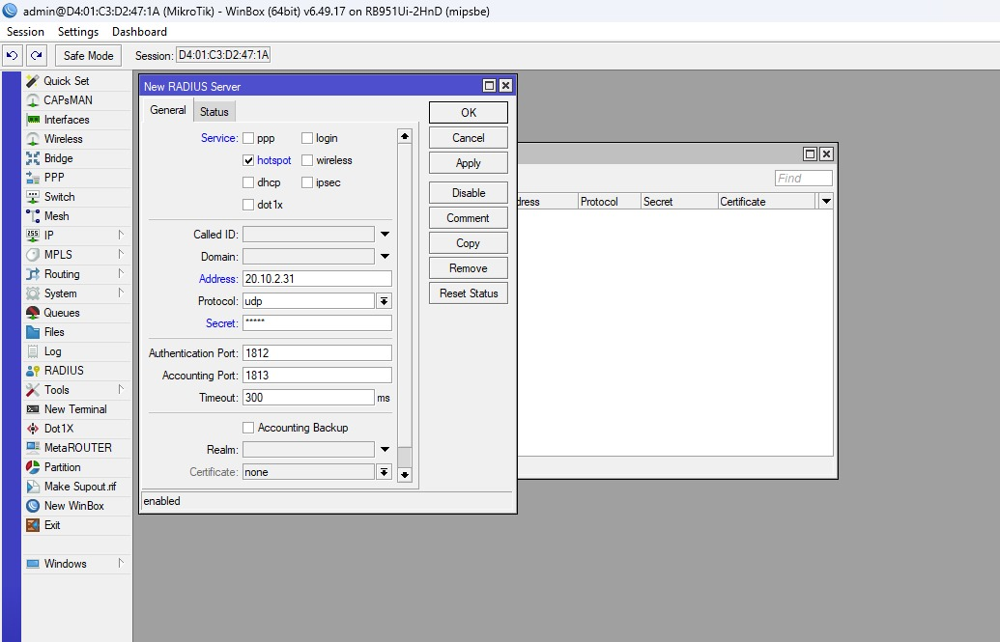 admin@D4:01:C3:D2:47:1A (MikroTik) - WinBox (64bit) v6.49.17 on RB951Ui-2HnD (mipsbe)
Session Settings Dashboard
Safe Mode Session: D4:01:C3:D2:47:1A
Quick Set
CAPsMAN
Interfaces
Wireless
Bridge
PPP
Switch
Mesh
IP
MPLS
Routing
System
Queues
Files
Log
RADIUS
Tools
New Terminal
Dot1X
MetaROUTER
Partition
Make Supout.rif
New WinBox
Exit
Windows
New RADIUS Server
General Status
Service: ppp login
hotspot wireless
dhcp ipsec
dot1x
Called ID:
Domain:
Address: 20.10.2.31
Protocol: udp
Secret: *****
Authentication Port: 1812
Accounting Port: 1813
Timeout: 300 ms
Accounting Backup
Realm:
Certificate: none
enabled
OK
Cancel
Apply
Disable
Comment
Copy
Remove
Reset Status
Find
dress Protocol Secret Certificate